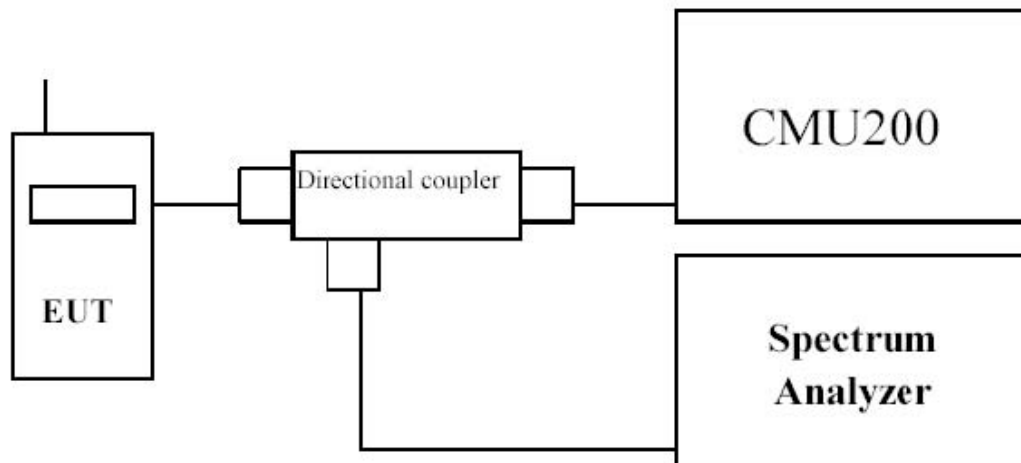 CMU200
Directional coupler
EUT
Spectrum
Analyzer